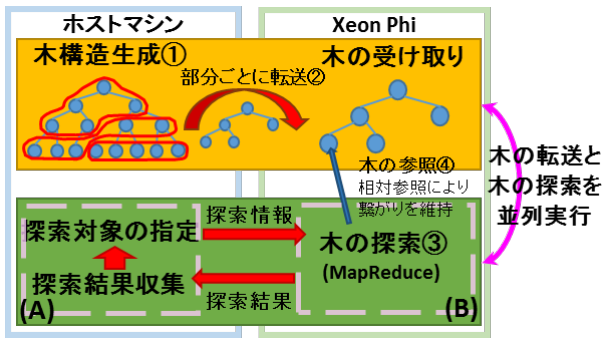 ホストマシン
Xeon Phi
木構造生成①
部分ごとに転送②
木の受け取り
木の参照④
相対参照により
繋がりを維持
木の転送と
木の探索を
並列実行
探索対象の指定
探索情報
木の探索③
(MapReduce)
探索結果収集
探索結果
(A)
(B)